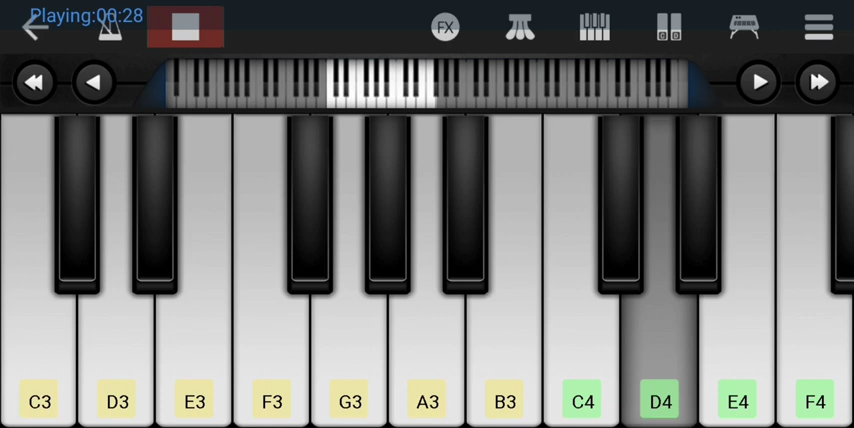 Playing:00:28
FX
C D
C3 D3 E3 F3 G3 A3 B3 C4 D4 E4 F4